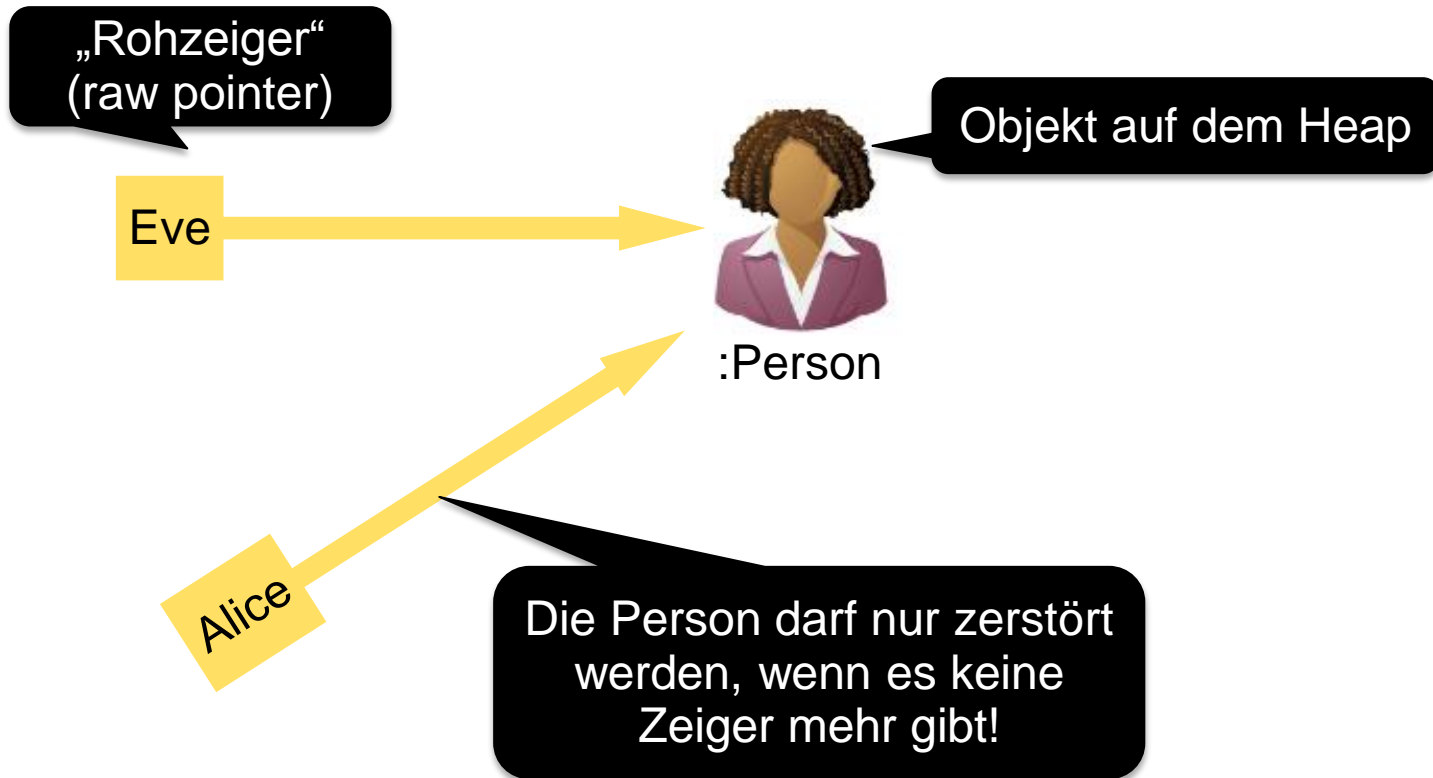 „Rohzeiger“
(raw pointer)
Objekt auf dem Heap
Eve
:Person
Alice
Die Person darf nur zerstört
werden, wenn es keine
Zeiger mehr gibt!